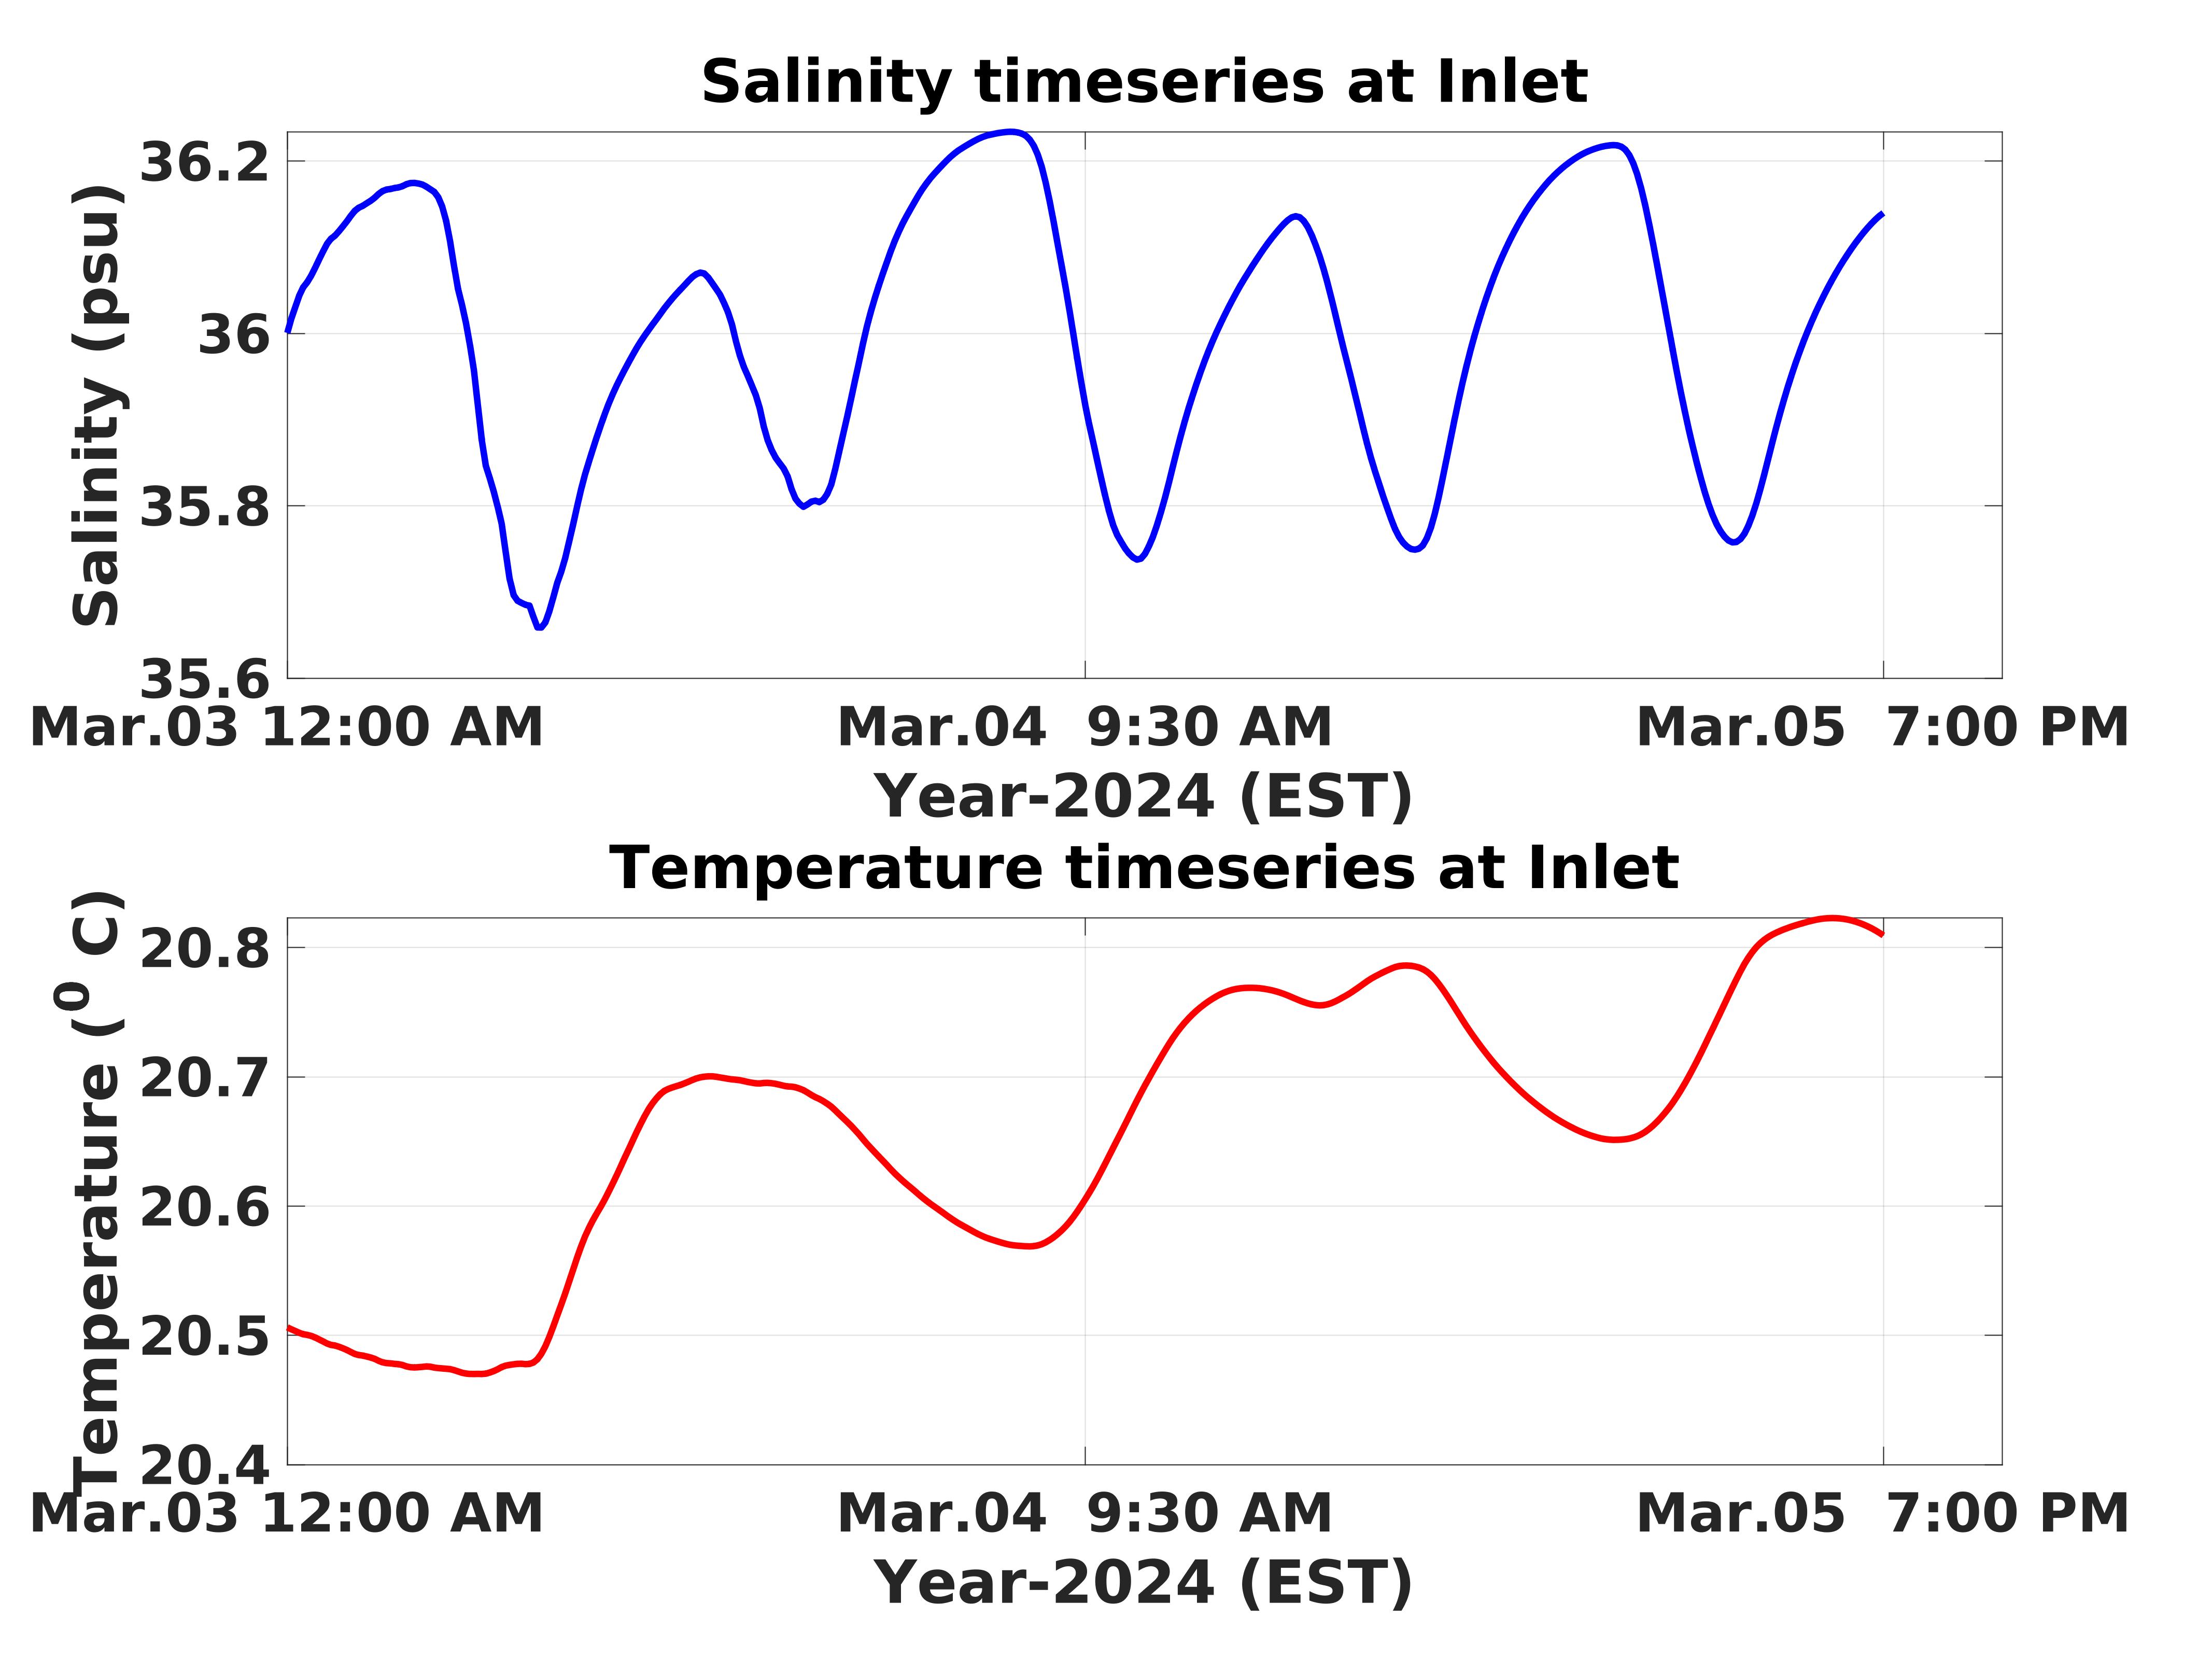 Salinity timeseries at Inlet
Salinity (psu)
36.2
36
35.8
35.6
Mar.03 12:00 AM Mar.04  9:30 AM Mar.05  7:00 PM
Year-2024 (EST)
Temperature timeseries at Inlet
Temperature (⁰ C)
20.8
20.7
20.6
20.5
20.4
Mar.03 12:00 AM Mar.04  9:30 AM Mar.05  7:00 PM
Year-2024 (EST)